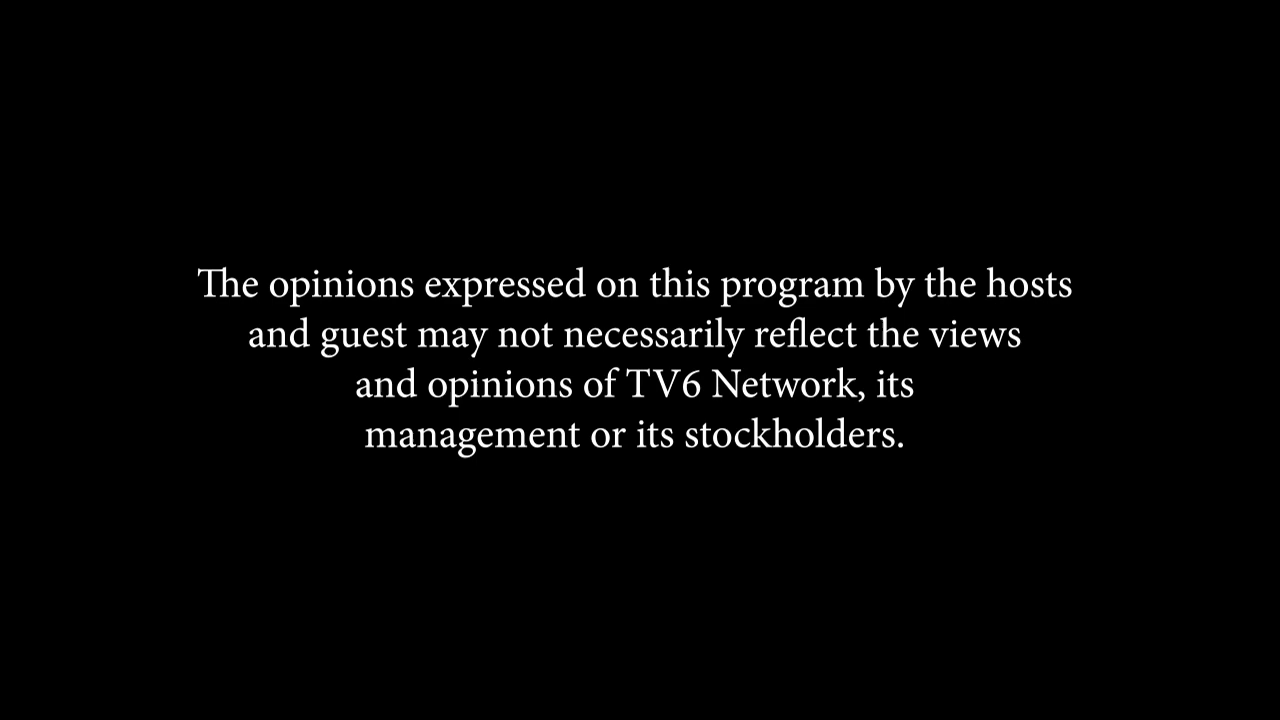 The opinions expressed on this program by the hosts
and guest may not necessarily reflect the views
and opinions of TV6 Network, its
management or its stockholders.